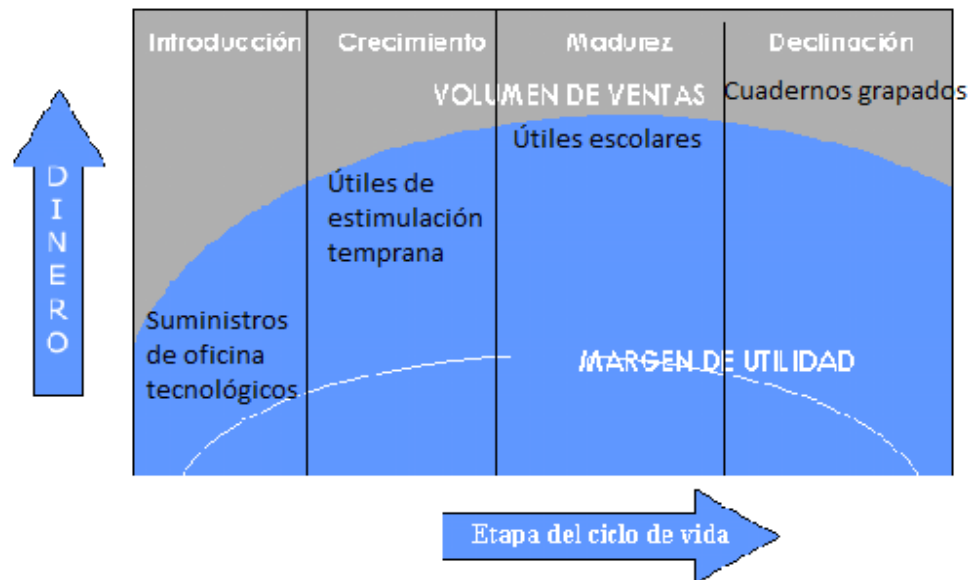 Introducción
Crecimiento
Madurez
Declinación
VOLUMEN DE VENTAS
Cuadernos grapados
Útiles escolares
Útiles de
estimulación
temprana
Suministros
de oficina
tecnológicos
MARGEN DE UTILIDAD
DINERO
Etapa del ciclo de vida